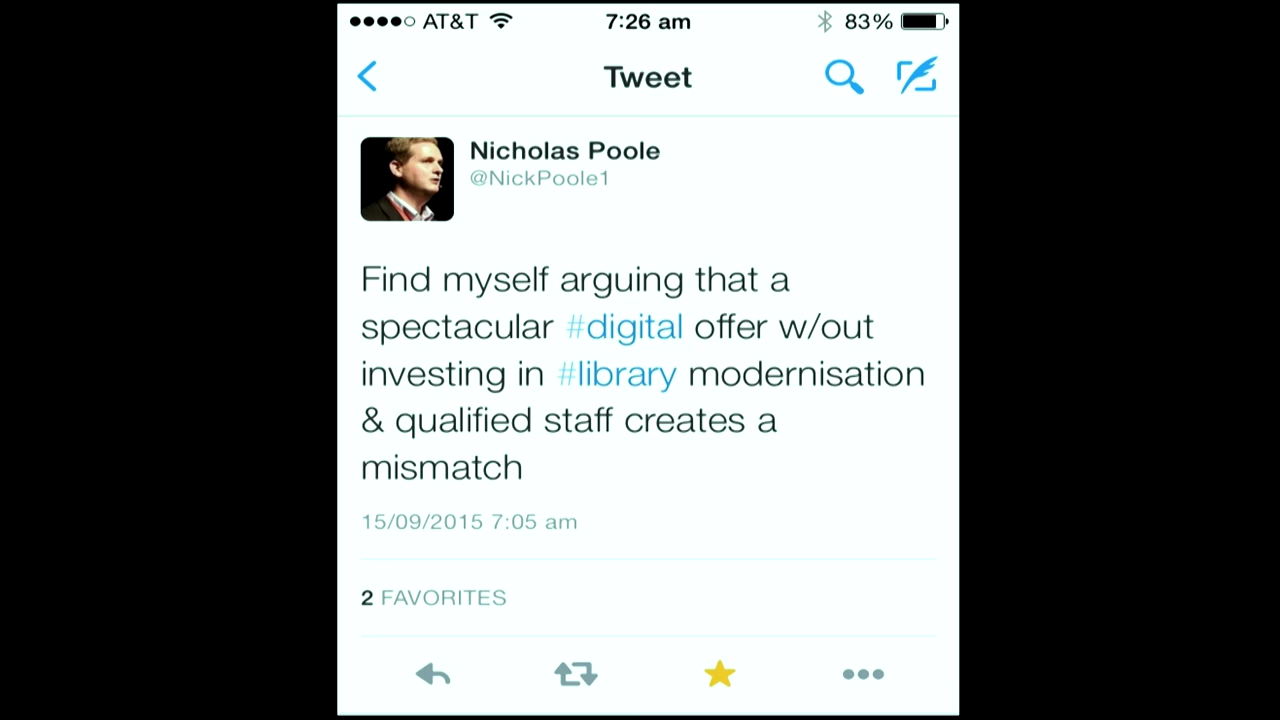 AT&T 7:26 am 83%
Tweet
Nicholas Poole
@NickPoole1
Find myself arguing that a
spectacular #digital offer w/out
investing in #library modernisation
& qualified staff creates a
mismatch
15/09/2015 7:05 am
2 FAVORITES